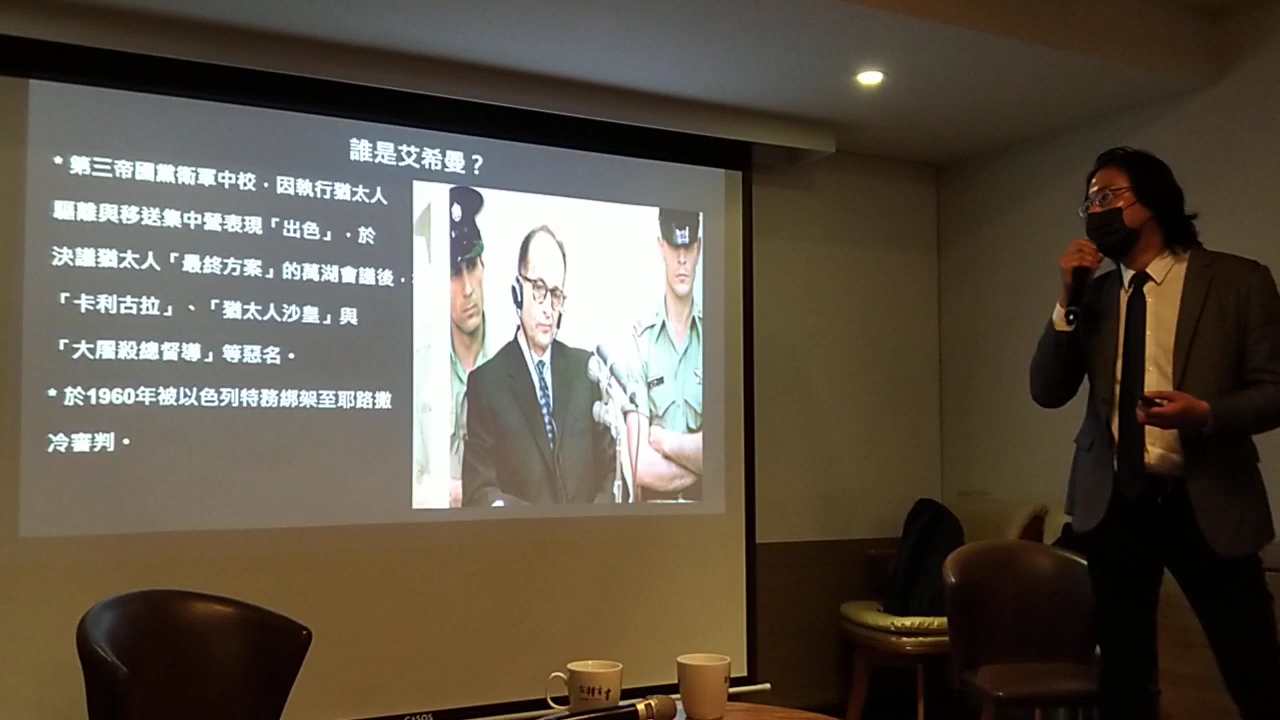 誰是艾希曼？
* 第三帝國黨衛軍中校，因執行猶太人
驅離與移送集中營表現「出色」，於
決議猶太人「最終方案」的萬湖會議後，
「卡利古拉」、「猶太人沙皇」與
「大屠殺總督導」等惡名。
* 於1960年被以色列特務綁架至耶路撒
冷審判。